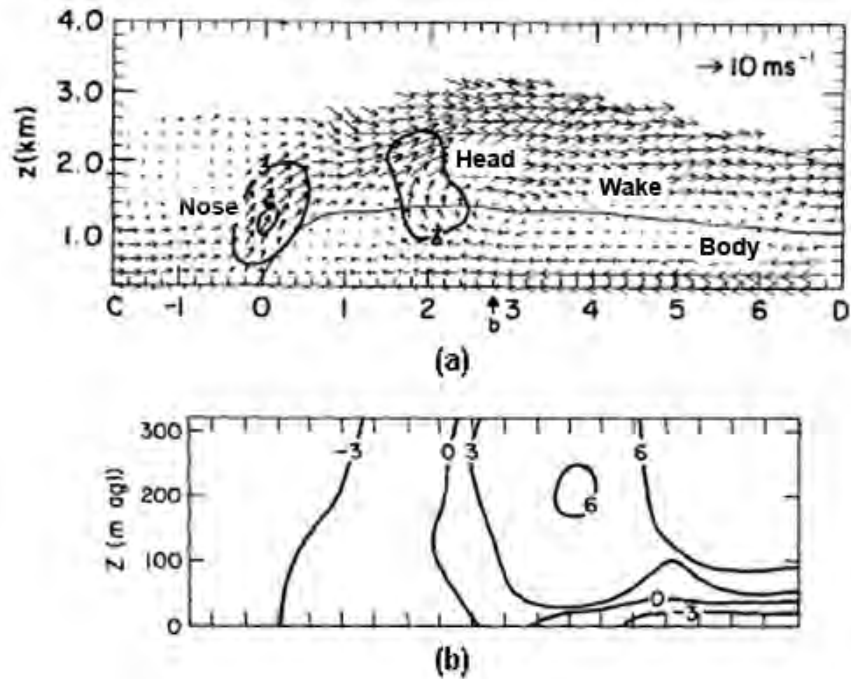 4.0
z(km)
3.0
2.0
1.0
→ 10 ms⁻¹
Head
Nose
Wake
Body
C -1 0 1 2 3 4 5 6 D
b
(a)
Z (m agl)
300
200
100
0
-3 0 3 6
6
0
-3
(b)